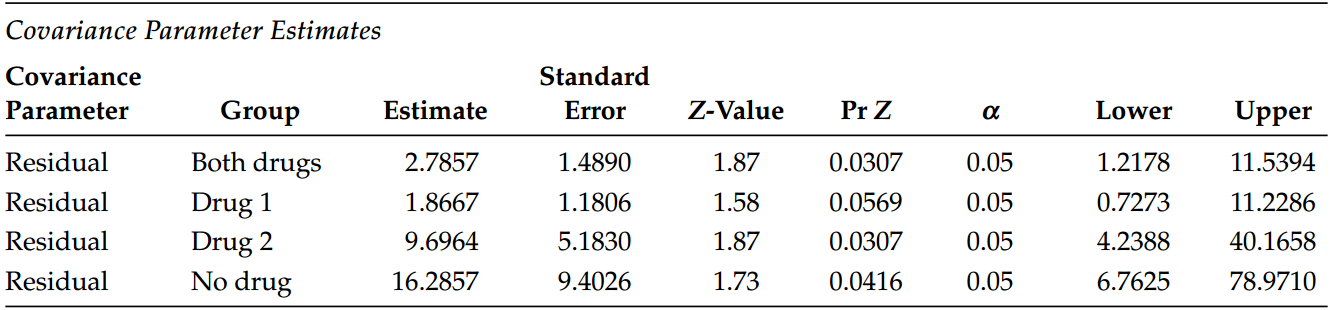 Covariance Parameter Estimates
Covariance Standard
Parameter Group Estimate Error Z-Value Pr Z α Lower Upper
Residual Both drugs 2.7857 1.4890 1.87 0.0307 0.05 1.2178 11.5394
Residual Drug 1 1.8667 1.1806 1.58 0.0569 0.05 0.7273 11.2286
Residual Drug 2 9.6964 5.1830 1.87 0.0307 0.05 4.2388 40.1658
Residual No drug 16.2857 9.4026 1.73 0.0416 0.05 6.7625 78.9710